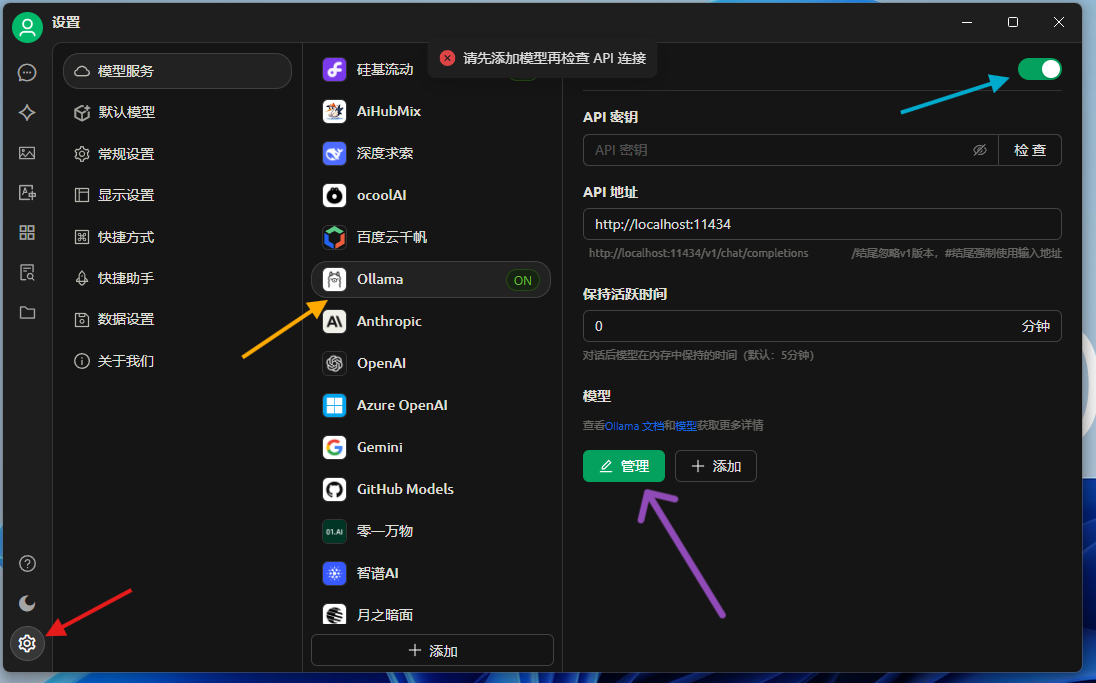 设置
请先添加模型再检查 API 连接
模型服务
默认模型
常规设置
显示设置
快捷方式
快捷助手
数据设置
关于我们
硅基流动
AiHubMix
深度求索
ocoolAI
百度云千帆
Ollama ON
Anthropic
OpenAI
Azure OpenAI
Gemini
GitHub Models
01.AI 零一万物
智谱AI
月之暗面
添加
API 密钥
API 密钥 检 查
API 地址
http://localhost:11434
http://localhost:11434/v1/chat/completions /结尾忽略v1版本，#结尾强制使用输入地址
保持活跃时间
0 分钟
对话后模型在内存中保持的时间（默认：5分钟）
模型
查看Ollama 文档和模型获取更多详情
管理 添加